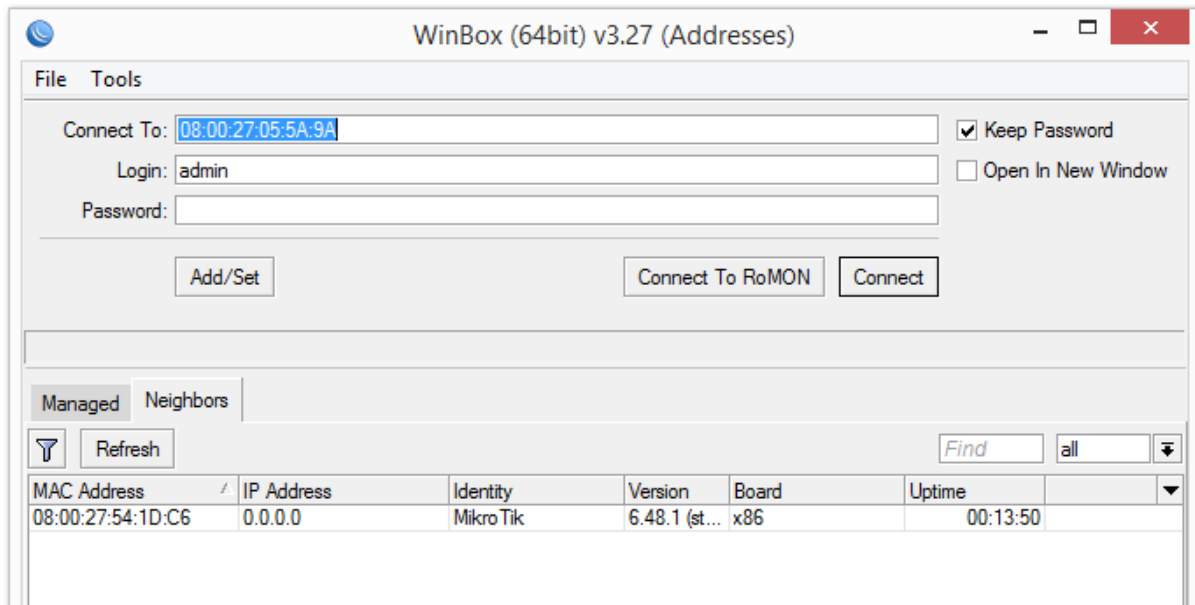 WinBox (64bit) v3.27 (Addresses)
File Tools
Connect To: 08:00:27:05:5A:9A Keep Password
Login: admin Open In New Window
Password:
Add/Set Connect To RoMON Connect
Managed Neighbors
Refresh Find all
MAC Address IP Address Identity Version Board Uptime
08:00:27:54:1D:C6 0.0.0.0 MikroTik 6.48.1 (st... x86 00:13:50